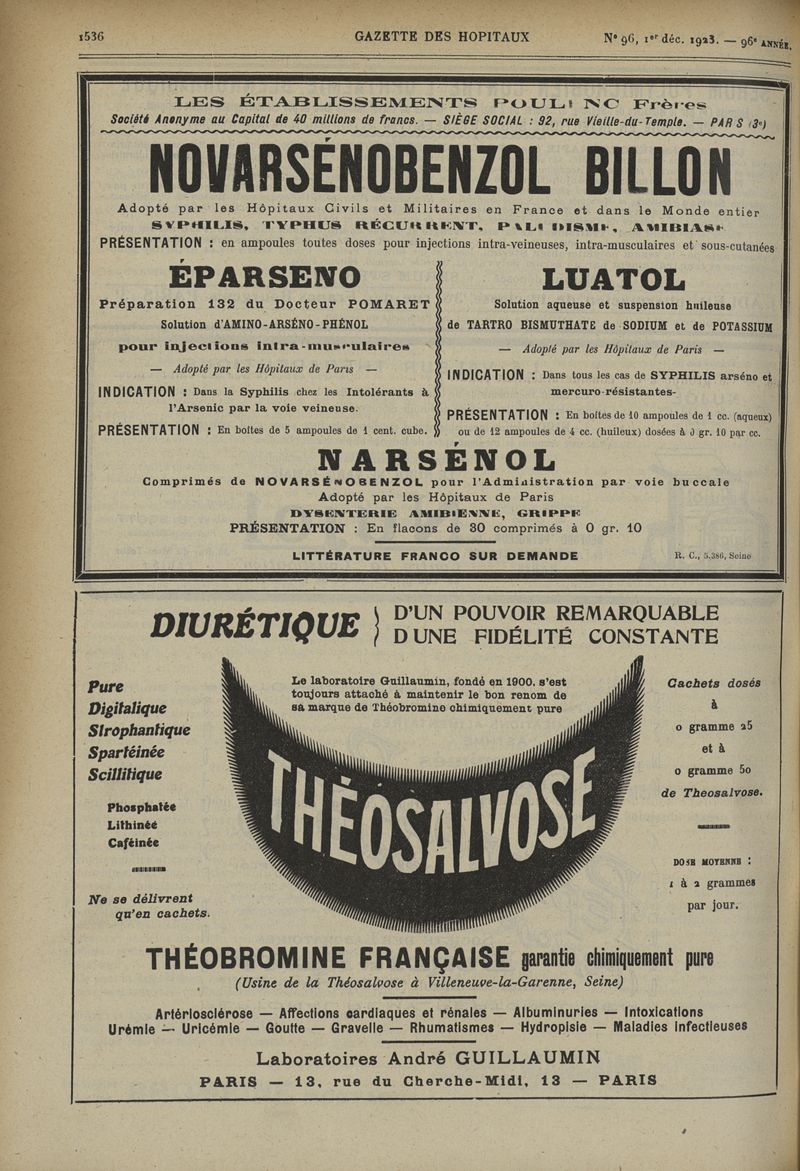 1536
GAZETTE DES HOPITAUX
N° 96, 1er déc. 1923. — 96e ANNÉE.
LES ÉTABLISSEMENTS Frères
Société Anonyme au Capital de 40 millions de francs. — SIÈGE SOCIAL : 92, rue Vieille-du-Temple. — PAR S (3e)
NOVARSÉNOBENZOL BILLON
Adopté par les Hôpitaux Civils et Militaires en France et dans le Monde entier
SYPHILIS, TYPHUS RÉCURRENT, PALUDISME, AMIBIASE
PRÉSENTATION : en ampoules toutes doses pour injections intra-veineuses, intra-musculaires et sous-cutanées
ÉPARSENO
Préparation 132 du Docteur POMARET
Solution d'AMINO-ARSÉNO-PHÉNOL
pour injections intra-musculaires
— Adopté par les Hôpitaux de Paris —
INDICATION : Dans la Syphilis chez les Intolérants à
l'Arsenic par la voie veineuse.
PRÉSENTATION : En boîtes de 5 ampoules de 1 cent. cube.
LUATOL
Solution aqueuse et suspension huileuse
de TARTRO BISMUTHATE de SODIUM et de POTASSIUM
— Adopté par les Hôpitaux de Paris —
INDICATION : Dans tous les cas de SYPHILIS arséno et
mercuro-résistantes-
PRÉSENTATION : En boîtes de 10 ampoules de 1 cc. (aqueux)
ou de 12 ampoules de 4 cc. (huileux) dosées à 0 gr. 10 par cc.
NARSÉNOL
Comprimés de NOVARSÉNOBENZOL pour l'Administration par voie buccale
Adopté par les Hôpitaux de Paris
DYSENTERIE AMIBIENNE, GRIPPE
PRÉSENTATION : En flacons de 30 comprimés à 0 gr. 10
LITTÉRATURE FRANCO SUR DEMANDE
R. C., 5.386, Seine
DIURÉTIQUE
D'UN POUVOIR REMARQUABLE
D UNE FIDÉLITÉ CONSTANTE
Pure
Digitalique
Strophantique
Spartéinée
Scillitique
Phosphatée
Lithinée
Caféinée
Ne se délivrent
qu'en cachets.
Le laboratoire Guillaumin, fondé en 1900, s'est
toujours attaché à maintenir le bon renom de
sa marque de Théobromine chimiquement pure
THÉOSALVOSE
Cachets dosés
à
0 gramme 25
et à
0 gramme 50
de Theosalvose.
DOSE MOYENNE :
1 à 2 grammes
par jour.
THÉOBROMINE FRANÇAISE garantie chimiquement pure
(Usine de la Théosalvose à Villeneuve-la-Garenne, Seine)
Artériosclérose — Affections cardiaques et rénales — Albuminuries — Intoxications
Urémie — Uricémie — Goutte — Gravelle — Rhumatismes — Hydropisie — Maladies Infectieuses
Laboratoires André GUILLAUMIN
PARIS — 13, rue du Cherche-Midi, 13 — PARIS